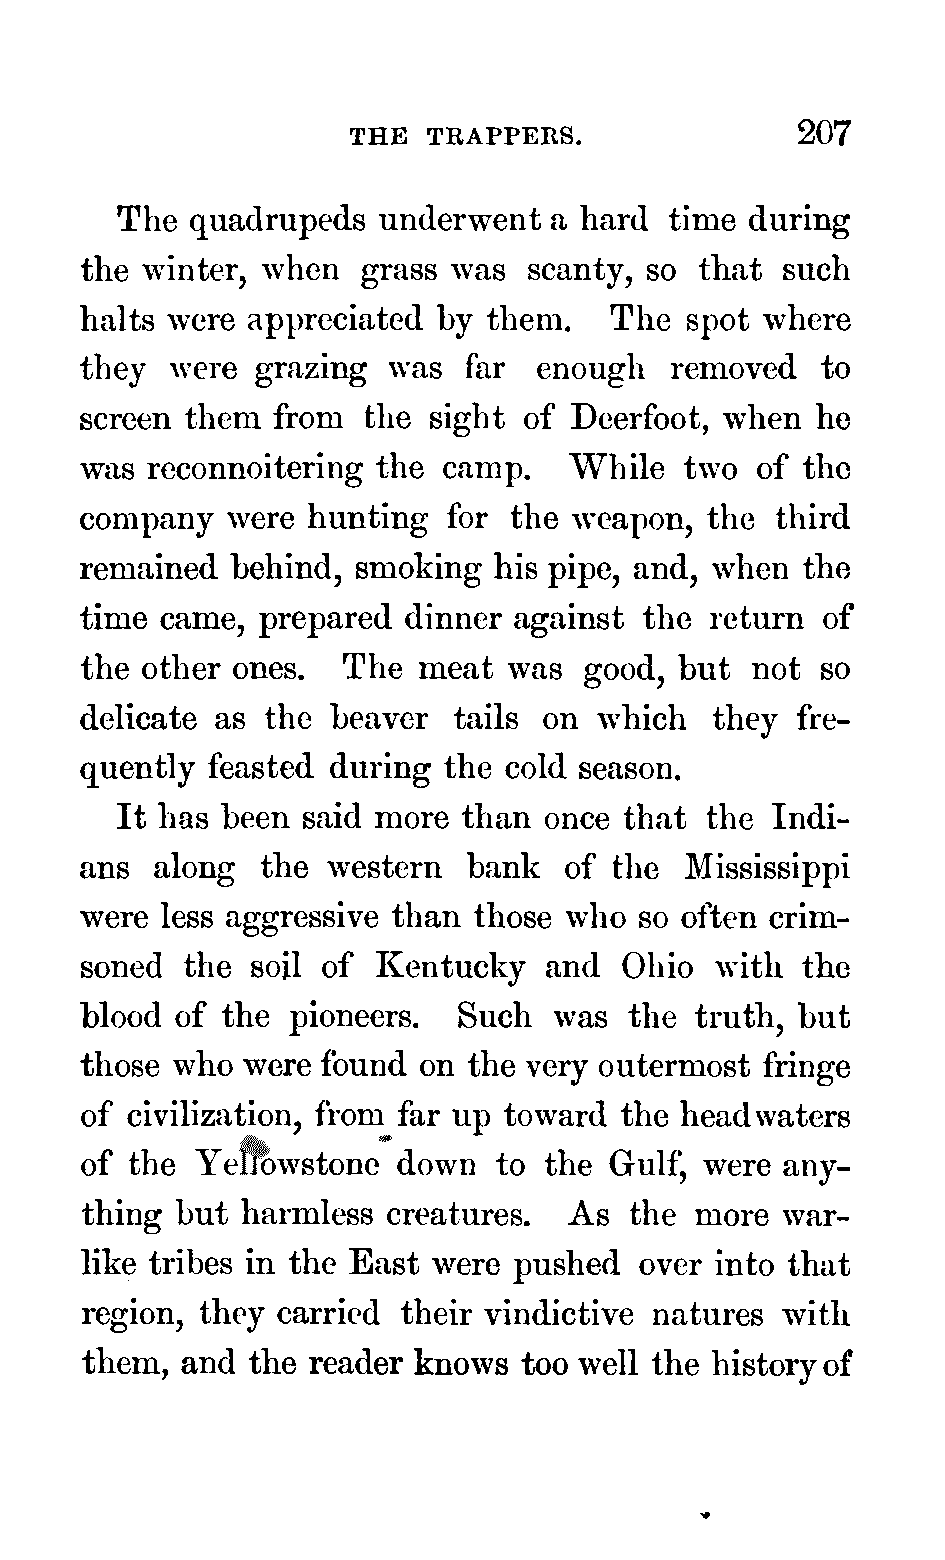 THE TRAPPERS. 207
The quadrupeds underwent a hard time during
the winter, when grass was scanty, so that such
halts were appreciated by them. The spot where
they were grazing was far enough removed to
screen them from the sight of Deerfoot, when he
was reconnoitering the camp. While two of the
company were hunting for the weapon, the third
remained behind, smoking his pipe, and, when the
time came, prepared dinner against the return of
the other ones. The meat was good, but not so
delicate as the beaver tails on which they fre-
quently feasted during the cold season.
It has been said more than once that the Indi-
ans along the western bank of the Mississippi
were less aggressive than those who so often crim-
soned the soil of Kentucky and Ohio with the
blood of the pioneers. Such was the truth, but
those who were found on the very outermost fringe
of civilization, from far up toward the headwaters
of the Yellowstone down to the Gulf, were any-
thing but harmless creatures. As the more war-
like tribes in the East were pushed over into that
region, they carried their vindictive natures with
them, and the reader knows too well the history of